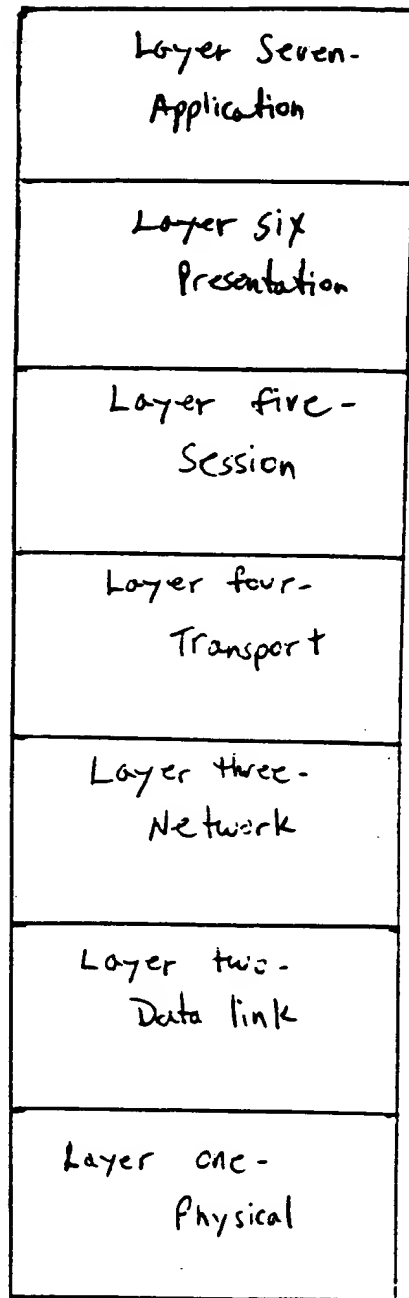 Layer Seven-
Application
Layer six
Presentation
Layer five-
Session
Layer four-
Transport
Layer three-
Network
Layer two-
Data link
Layer one-
Physical